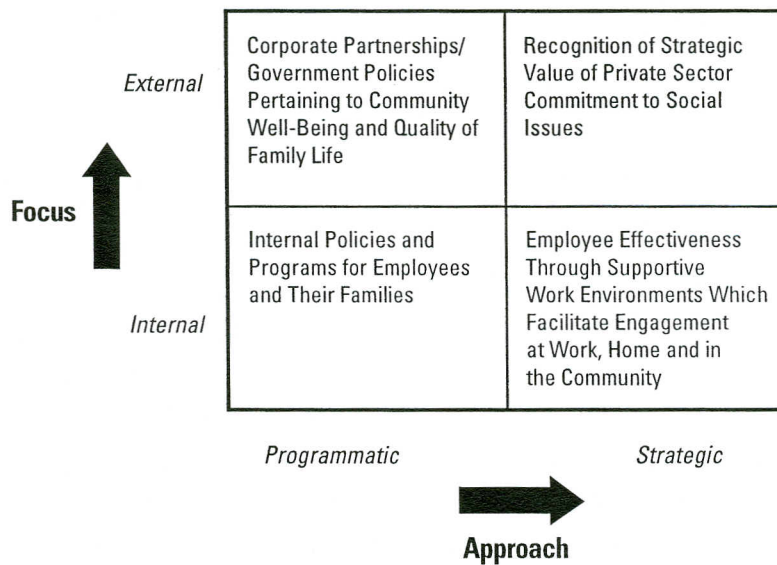 External
Corporate Partnerships/
Government Policies
Pertaining to Community
Well-Being and Quality of
Family Life
Recognition of Strategic
Value of Private Sector
Commitment to Social
Issues
Focus
Internal
Internal Policies and
Programs for Employees
and Their Families
Employee Effectiveness
Through Supportive
Work Environments Which
Facilitate Engagement
at Work, Home and in
the Community
Programmatic
Strategic
Approach